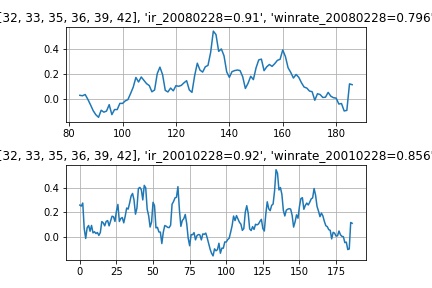 [32, 33, 35, 36, 39, 42], 'ir_20080228=0.91', 'winrate_20080228=0.796'
0.4
0.2
0.0
80 100 120 140 160 180
[32, 33, 35, 36, 39, 42], 'ir_20010228=0.92', 'winrate_20010228=0.856'
0.4
0.2
0.0
0 25 50 75 100 125 150 175